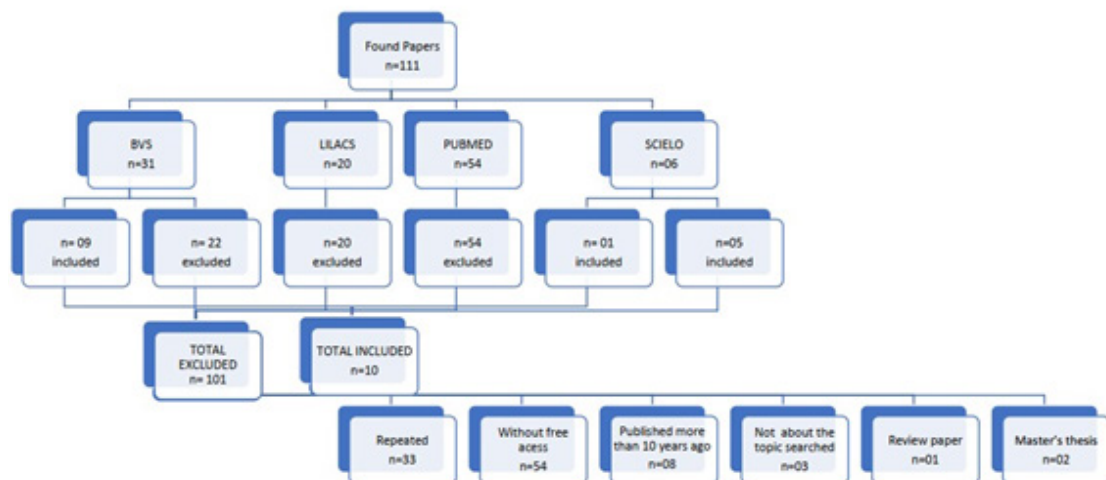 Found Papers
n=111
BVS
n=31
LILACS
n=20
PUBMED
n=54
SCIELO
n=06
n= 09
included
n= 22
excluded
n=20
excluded
n=54
excluded
n= 01
included
n=05
included
TOTAL
EXCLUDED
n= 101
TOTAL INCLUDED
n=10
Repeated
n=33
Without free
acess
n=54
Published more
than 10 years ago
n=08
Not about the
topic searched
n=03
Review paper
n=01
Master's thesis
n=02